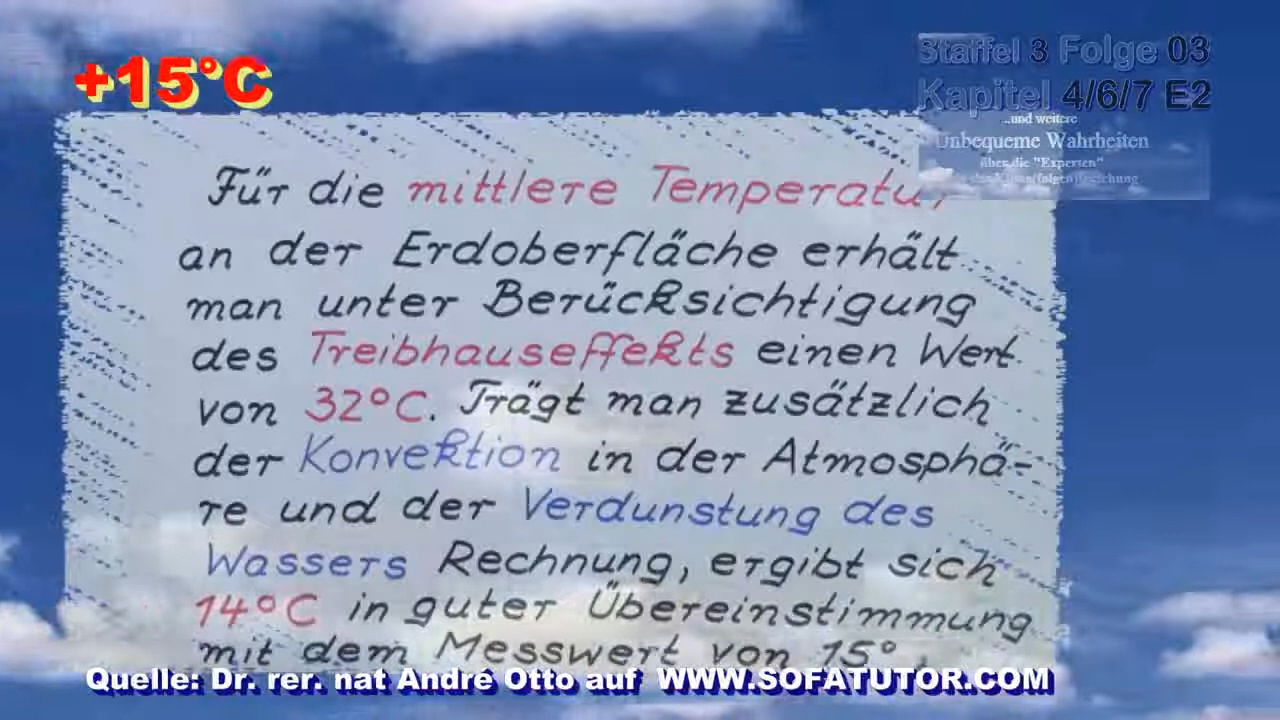 +15°C
Staffel 3 Folge 03
Kapitel 4/6/7 E2
..und weitere
Unbequeme Wahrheiten
über die "Experten"
Für die mittlere Temperatur
an der Erdoberfläche erhält
man unter Berücksichtigung
des Treibhauseffekts einen Wert
von 32°C. Trägt man zusätzlich
der Konvektion in der Atmosphä-
re und der Verdunstung des
Wassers Rechnung, ergibt sich
14°C in guter Übereinstimmung
mit dem Messwert von 15°
Quelle: Dr. rer. nat André Otto auf WWW.SOFATUTOR.COM